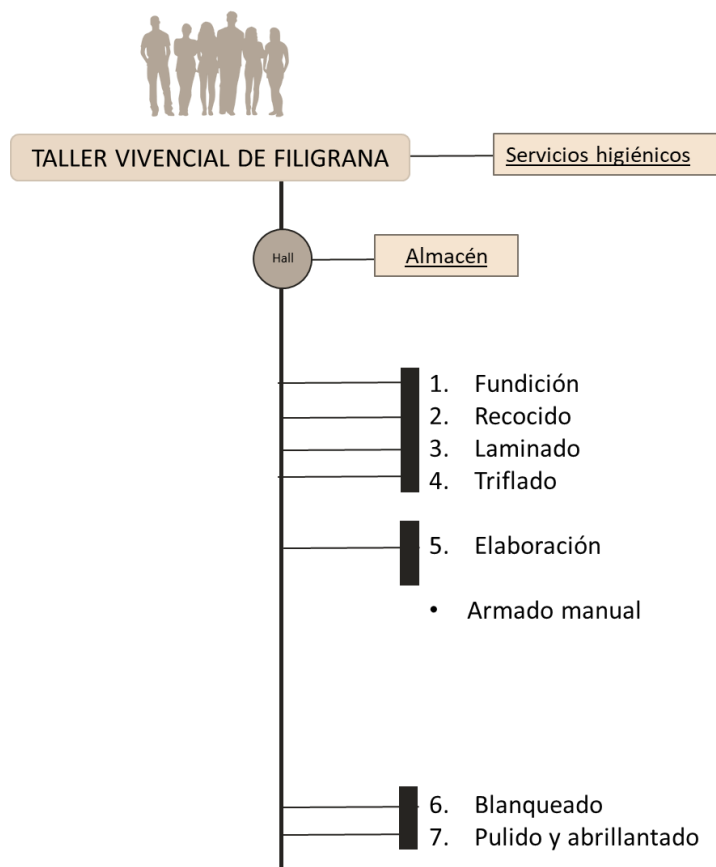 TALLER VIVENCIAL DE FILIGRANA
Servicios higiénicos
Hall
Almacén
1. Fundición
2. Recocido
3. Laminado
4. Triflado
5. Elaboración
• Armado manual
6. Blanqueado
7. Pulido y abrillantado